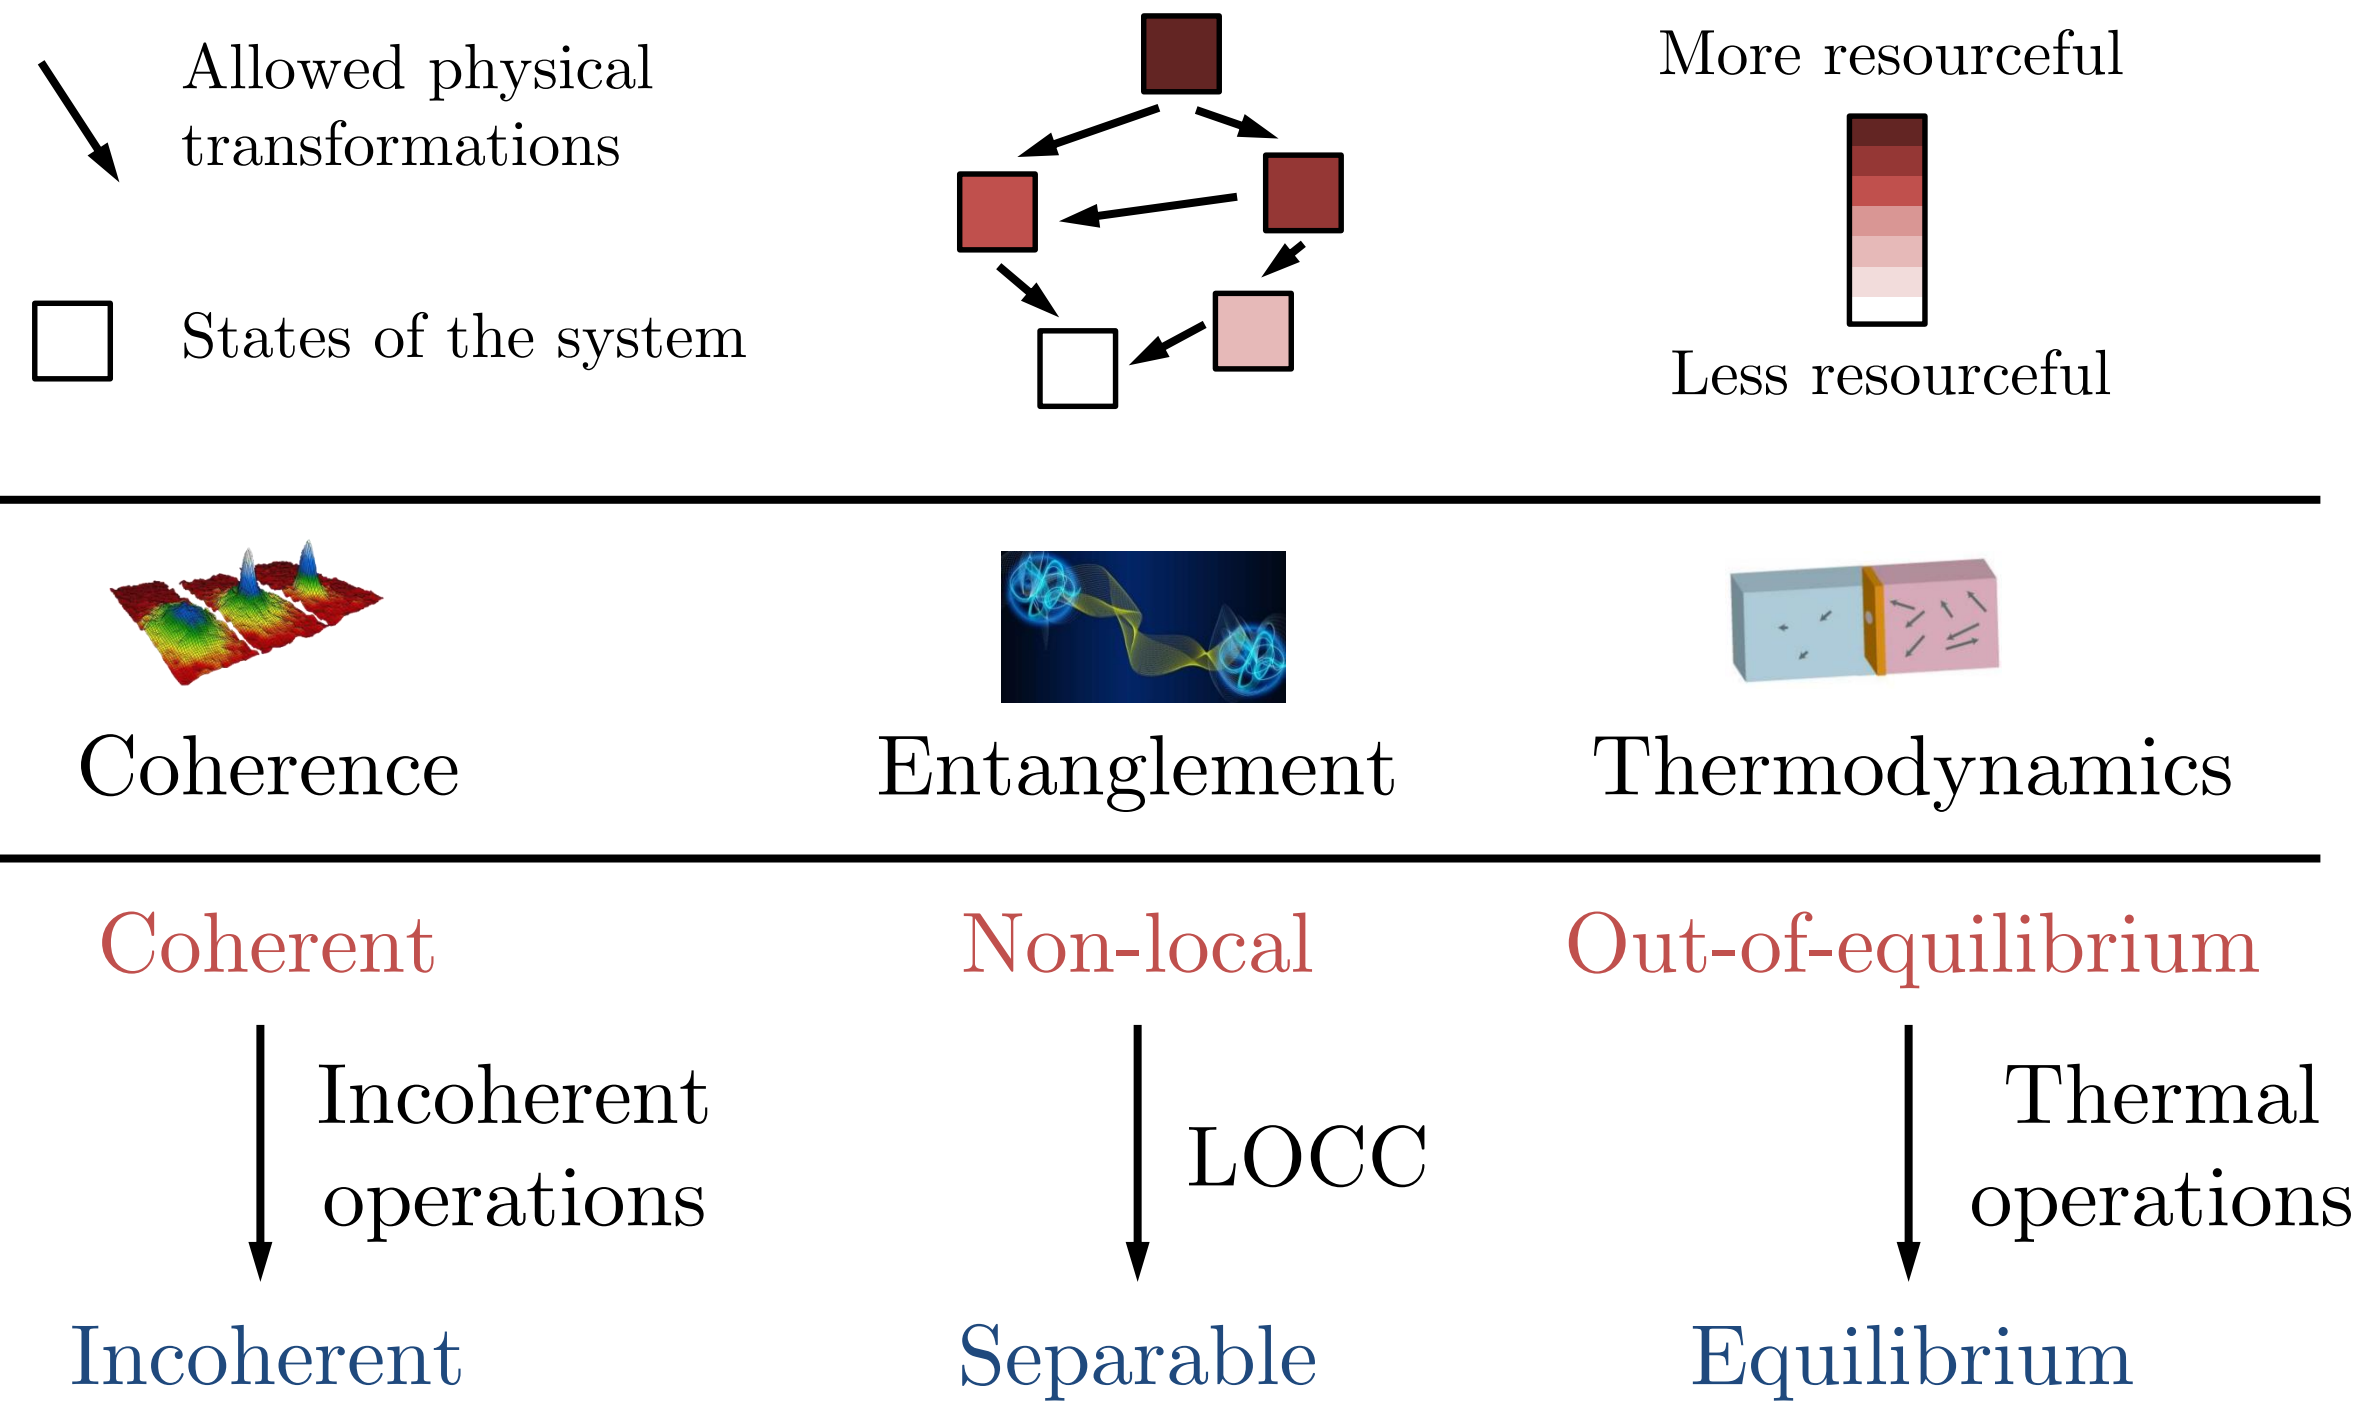 Allowed physical
transformations
States of the system
More resourceful
Less resourceful
Coherence
Entanglement
Thermodynamics
Coherent
Non-local
Out-of-equilibrium
Incoherent
operations
LOCC
Thermal
operations
Incoherent
Separable
Equilibrium